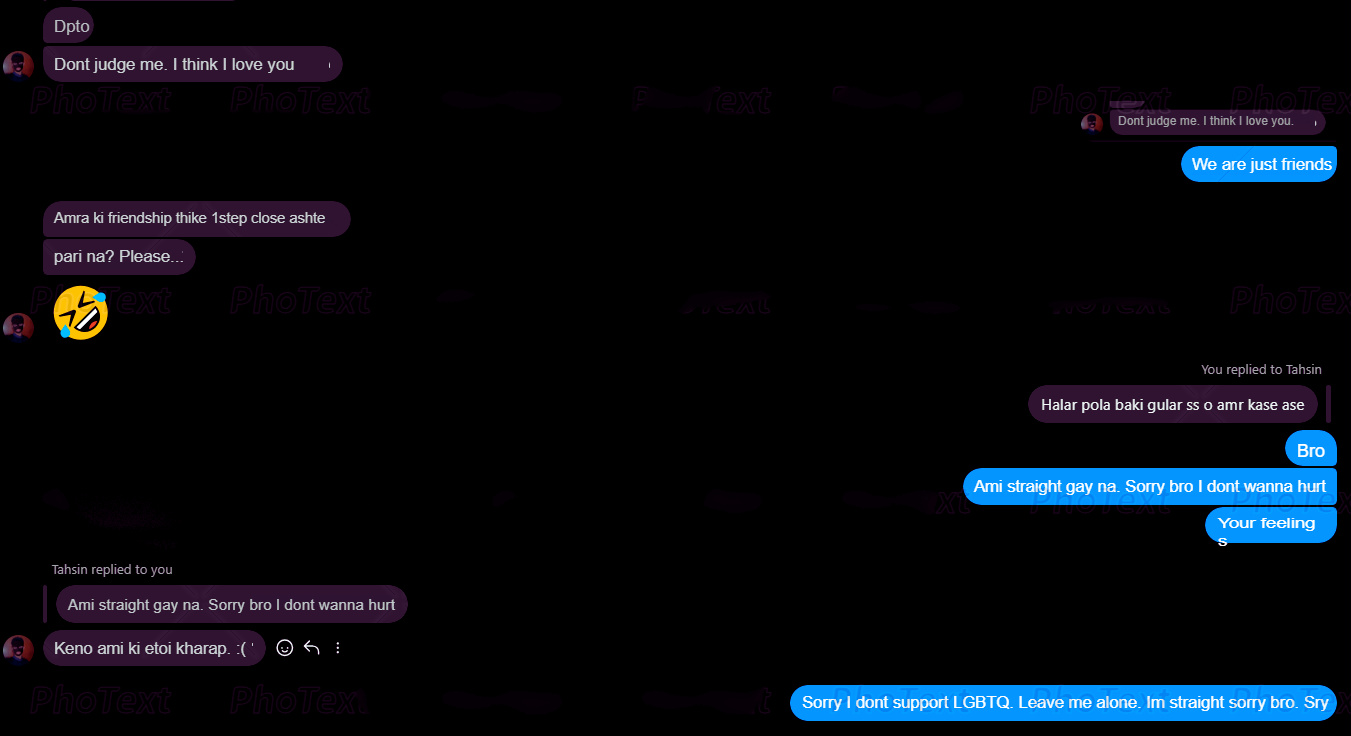 Dpto
Dont judge me. I think I love you
PhoText PhoText PhoText PhoText PhoText
Dont judge me. I think I love you.
We are just friends
Amra ki friendship thike 1step close ashte
pari na? Please...
PhoText PhoText PhoText
You replied to Tahsin
Halar pola baki gular ss o amr kase ase
Bro
Ami straight gay na. Sorry bro I dont wanna hurt
PhoText PhoText
Your feeling
s
Tahsin replied to you
Ami straight gay na. Sorry bro I dont wanna hurt
Keno ami ki etoi kharap. :( '
PhoText PhoText PhoText PhoText
Sorry I dont support LGBTQ. Leave me alone. Im straight sorry bro. Sry